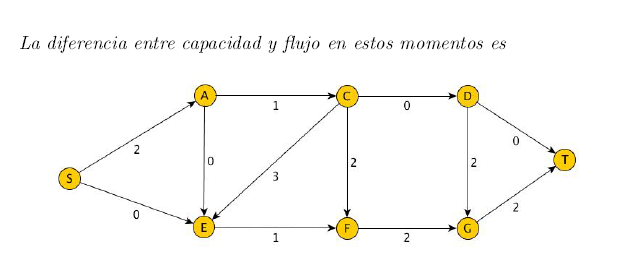 La diferencia entre capacidad y flujo en estos momentos es
A
C
D
1
0
2
0
0
S
3
2
2
T
0
2
E
F
G
1
2